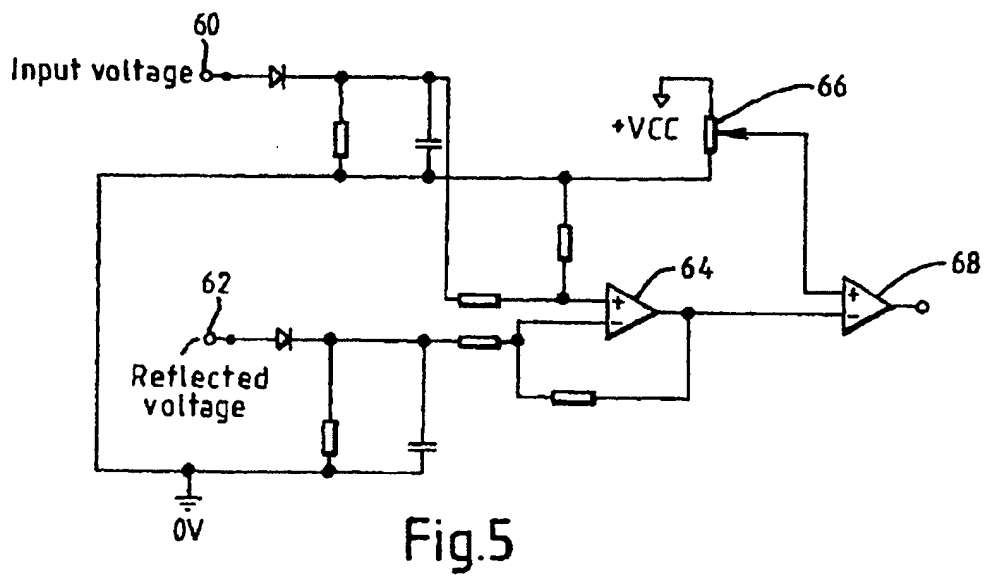 60
Input voltage
+VCC
66
62
Reflected
voltage
64
+
-
+
-
68
0V
Fig.5